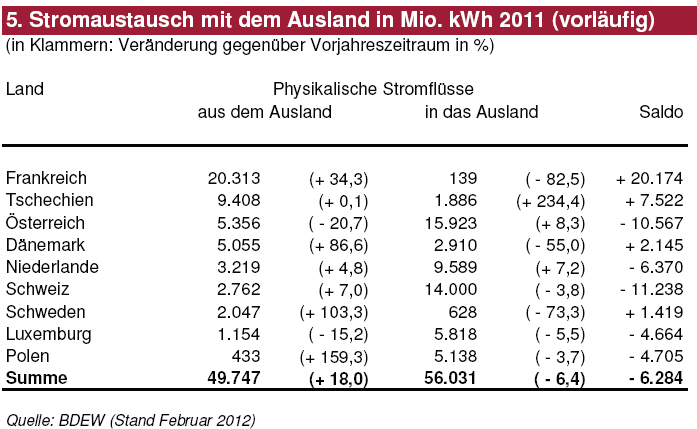 5. Stromaustausch mit dem Ausland in Mio. kWh 2011 (vorläufig)
(in Klammern: Veränderung gegenüber Vorjahreszeitraum in %)
Land Physikalische Stromflüsse
aus dem Ausland in das Ausland Saldo
Frankreich 20.313 (+ 34,3) 139 ( - 82,5) + 20.174
Tschechien 9.408 (+ 0,1) 1.886 (+ 234,4) + 7.522
Österreich 5.356 ( - 20,7) 15.923 (+ 8,3) - 10.567
Dänemark 5.055 (+ 86,6) 2.910 ( - 55,0) + 2.145
Niederlande 3.219 (+ 4,8) 9.589 (+ 7,2) - 6.370
Schweiz 2.762 (+ 7,0) 14.000 ( - 3,8) - 11.238
Schweden 2.047 (+ 103,3) 628 ( - 73,3) + 1.419
Luxemburg 1.154 ( - 15,2) 5.818 ( - 5,5) - 4.664
Polen 433 (+ 159,3) 5.138 ( - 3,7) - 4.705
Summe 49.747 (+ 18,0) 56.031 ( - 6,4) - 6.284
Quelle: BDEW (Stand Februar 2012)